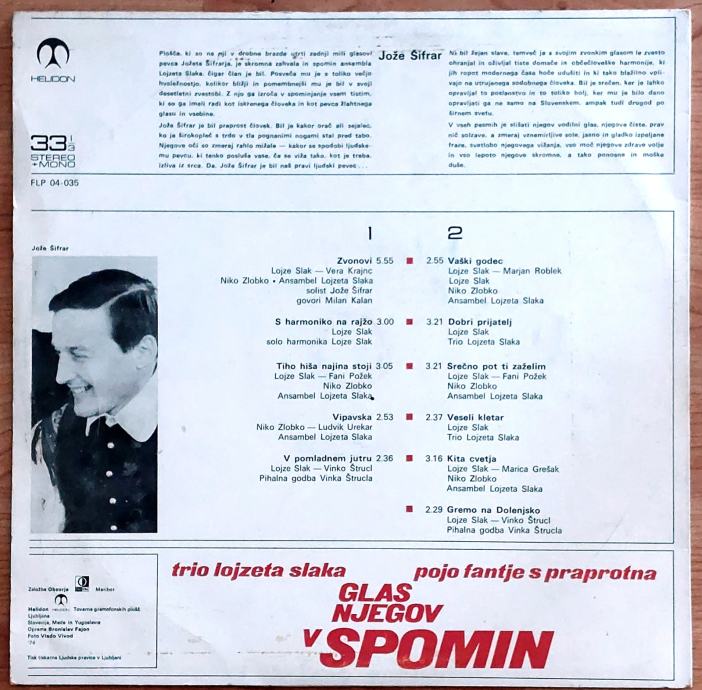 HELIDON
33 1/3
STEREO
+MONO
FLP 04-035
Plošča, ki so na nji v drobne brazde ujrti zadnji mili glasovi
pevca Jožeta Šifrarja, je skromna zahvala in spomin ansambla
Lojzeta Slaka, čigar član je bil. Posveča mu je s toliko večjo
hvaležnostjo, kolikor bližji in pomembnejši mu je bil v svoji
desetletni zvestobi. Z njo ga izroča v spominjanje vsem tistim,
ki so ga imeli radi kot iskrenega človeka in kot pevca žlahtnega
glasu in vsebine.
Jože Šifrar je bil preprost človek. Bil je kakor orač ali sejalec,
ko je širokopleč s trdo v tla pognanimi nogami stal pred tabo.
Njegove oči so zmeraj rahlo mižale — kakor se spodobi ljudske-
mu pevcu, ki tenko posluša vase, če se viža tako, kot je treba,
izliva iz srca. Da, Jože Šifrar je bil naš pravi ljudski pevec...
Jože Šifrar
Ni bil žejen slave, temveč je s svojim zvonkim glasom le zvesto
ohranjal in oživljal tiste domače in občečloveške harmonije, ki
jih ropot modernega časa hoče udušiti in ki tako blažilno vpli-
vajo na utrujenega sodobnega človeka. Bil je srečen, ker je lahko
opravljal to poslanstvo in to toliko bolj, ker mu je bilo dano
opravljati ga ne samo na Slovenskem, ampak tudi drugod po
širnem svetu.
V vseh pesmih je slišati njegov vodilni glas, njegove čiste, prav
nič solzave, a zmeraj vznemirljive sole, jasno in gladko izpeljane
fraze, svetlobo njegovega vižanja, vso moč njegove zdrave volje
in vso lepoto njegove skromne, a tako ponosne in moške
duše.
Jože Šifrar
1
Zvonovi 5.55
Lojze Slak — Vera Krajnc
Niko Zlobko • Ansambel Lojzeta Slaka
solist Jože Šifrar
govori Milan Kalan
S harmoniko na rajžo 3.00
Lojze Slak
solo harmonika Lojze Slak
Tiho hiša najina stoji 3.05
Lojze Slak — Fani Požek
Niko Zlobko
Ansambel Lojzeta Slaka
Vipavska 2.53
Niko Zlobko — Ludvik Urekar
Ansambel Lojzeta Slaka
V pomladnem jutru 2.36
Lojze Slak — Vinko Štrucl
Pihalna godba Vinka Štrucla
2
2.55 Vaški godec
Lojze Slak — Marjan Roblek
Lojze Slak
Niko Zlobko
Ansambel Lojzeta Slaka
3.21 Dobri prijatelj
Lojze Slak
Trio Lojzeta Slaka
3.21 Srečno pot ti zaželim
Lojze Slak — Fani Požek
Niko Zlobko
Ansambel Lojzeta Slaka
2.37 Veseli kletar
Lojze Slak
Trio Lojzeta Slaka
3.16 Kita cvetja
Lojze Slak — Marica Grešak
Niko Zlobko
Ansambel Lojzeta Slaka
2.29 Gremo na Dolenjsko
Lojze Slak — Vinko Štrucl
Pihalna godba Vinka Štrucla
Založba Obzorja Maribor
Helidon HELIDON Tovarna gramofonskih plošč
Ljubljana
Slovenija, Made in Yugoslavia
Oprema Bronislav Fajon
Foto Vlado Vivod
'74
Tisk tiskarna Ljudske pravice v Ljubljani
trio lojzeta slaka pojo fantje s praprotna
GLAS
NJEGOV
V SPOMIN